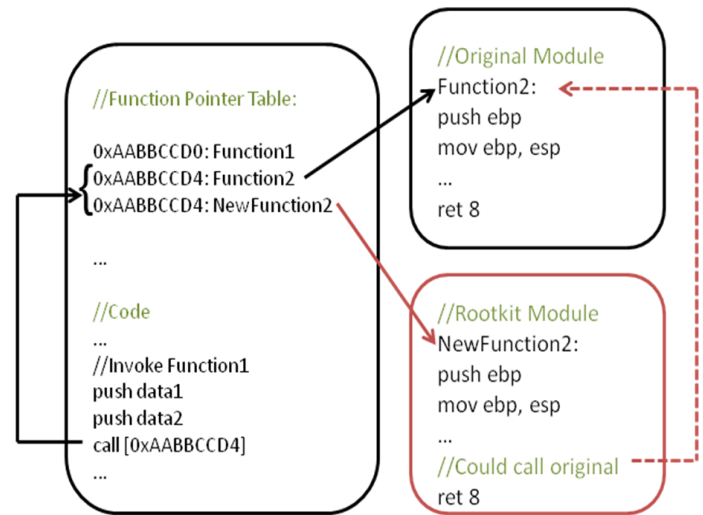 //Function Pointer Table:
0xAABBCCD0: Function1
0xAABBCCD4: Function2
0xAABBCCD4: NewFunction2
...
//Code
...
//Invoke Function1
push data1
push data2
call [0xAABBCCD4]
...
//Original Module
Function2:
push ebp
mov ebp, esp
...
ret 8
//Rootkit Module
NewFunction2:
push ebp
mov ebp, esp
...
//Could call original
ret 8